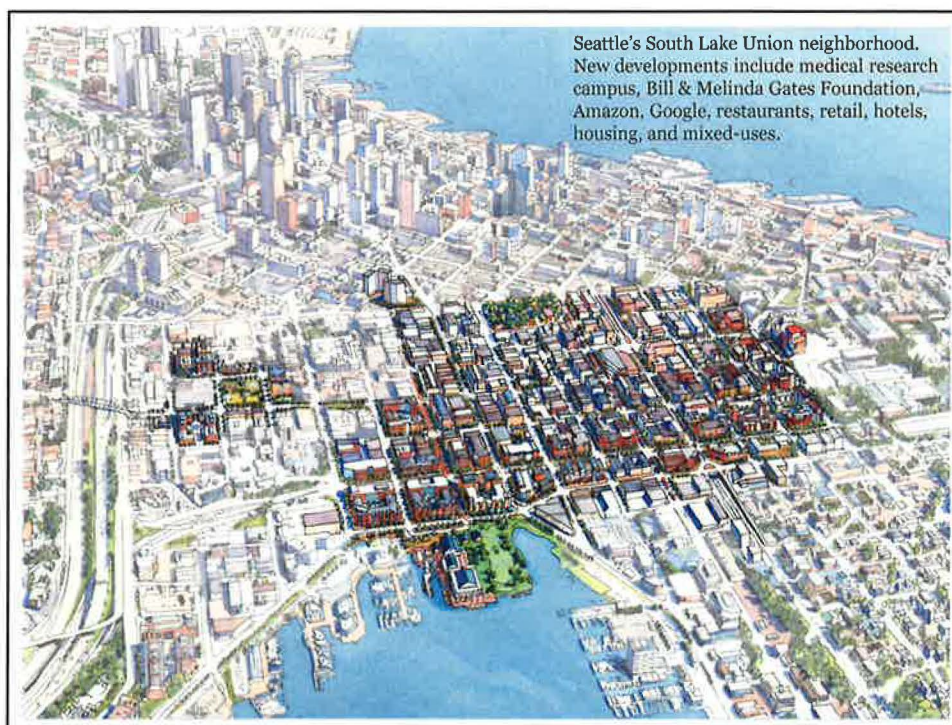 Seattle's South Lake Union neighborhood.
New developments include medical research
campus, Bill & Melinda Gates Foundation,
Amazon, Google, restaurants, retail, hotels,
housing, and mixed-uses.